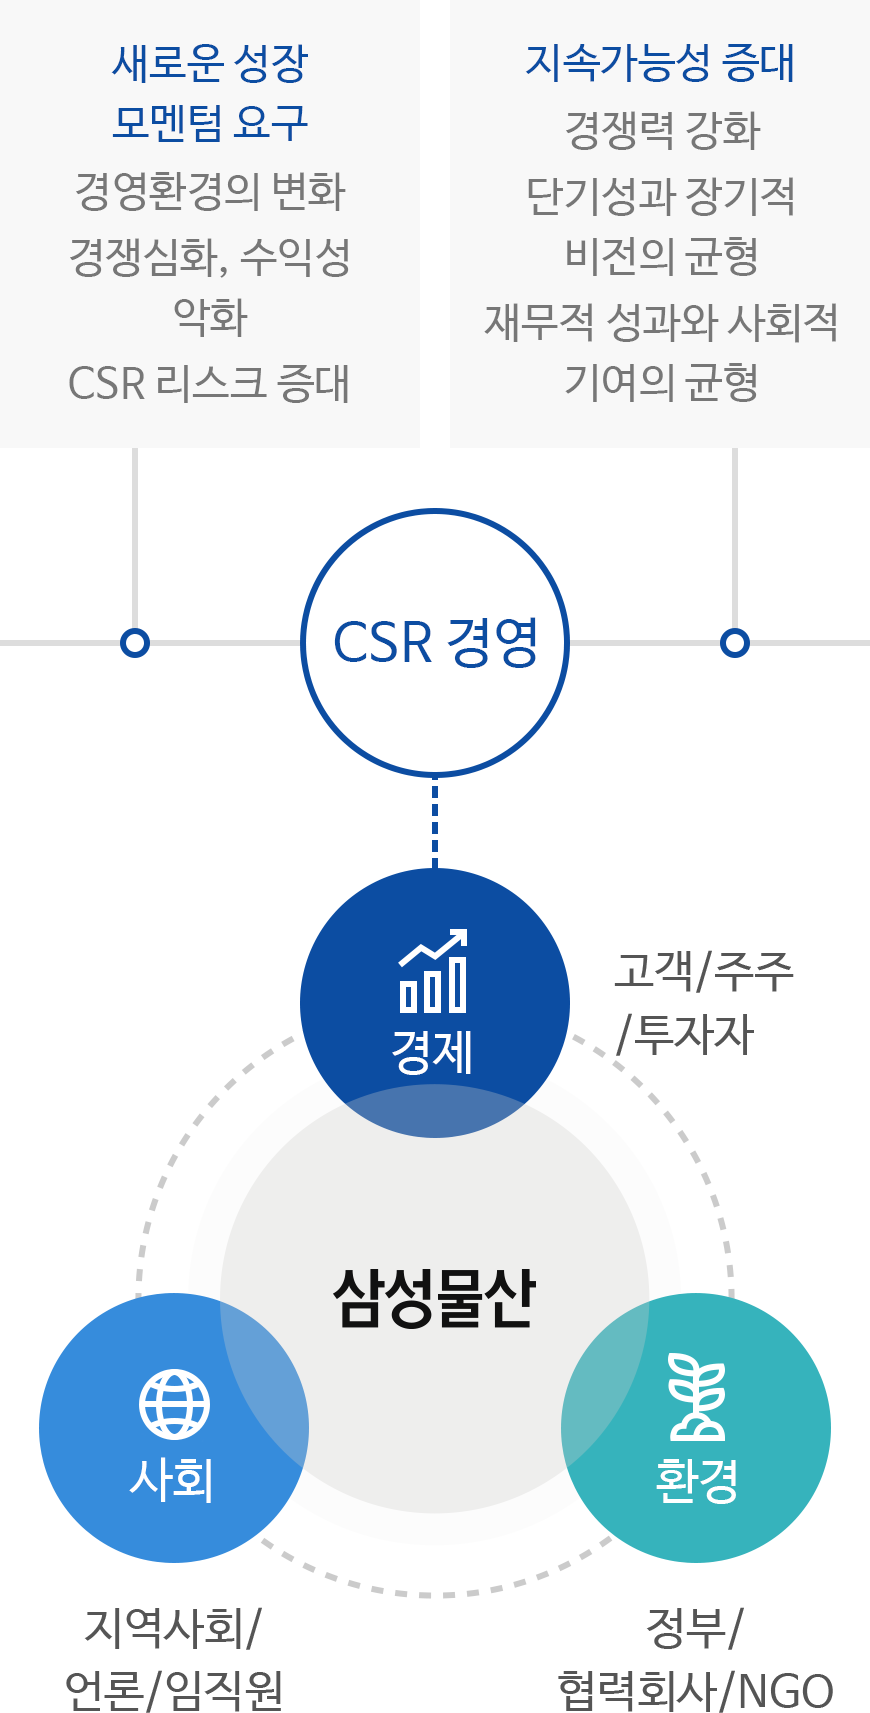 새로운 성장
모멘텀 요구
경영환경의 변화
경쟁심화, 수익성
악화
CSR 리스크 증대
지속가능성 증대
경쟁력 강화
단기성과 장기적
비전의 균형
재무적 성과와 사회적
기여의 균형
CSR 경영
경제
고객/주주
/투자자
삼성물산
사회
환경
지역사회/
언론/임직원
정부/
협력회사/NGO